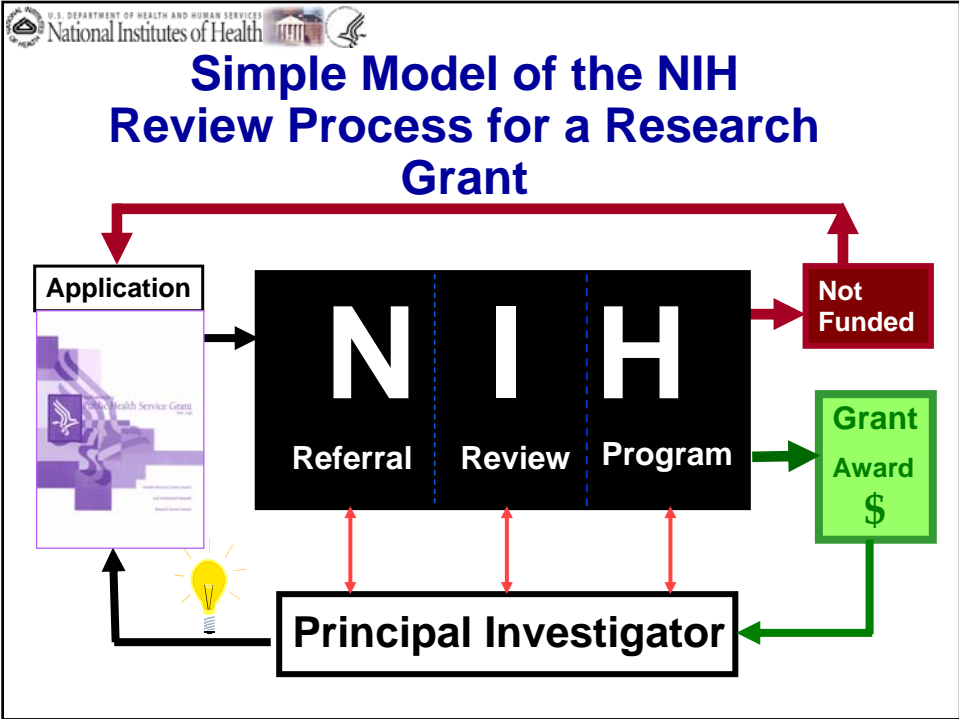 U.S. DEPARTMENT OF HEALTH AND HUMAN SERVICES
National Institutes of Health
Simple Model of the NIH
Review Process for a Research
Grant
Application
Public Health Service Grant
N I H
Referral Review Program
Not
Funded
Grant
Award
$
Principal Investigator